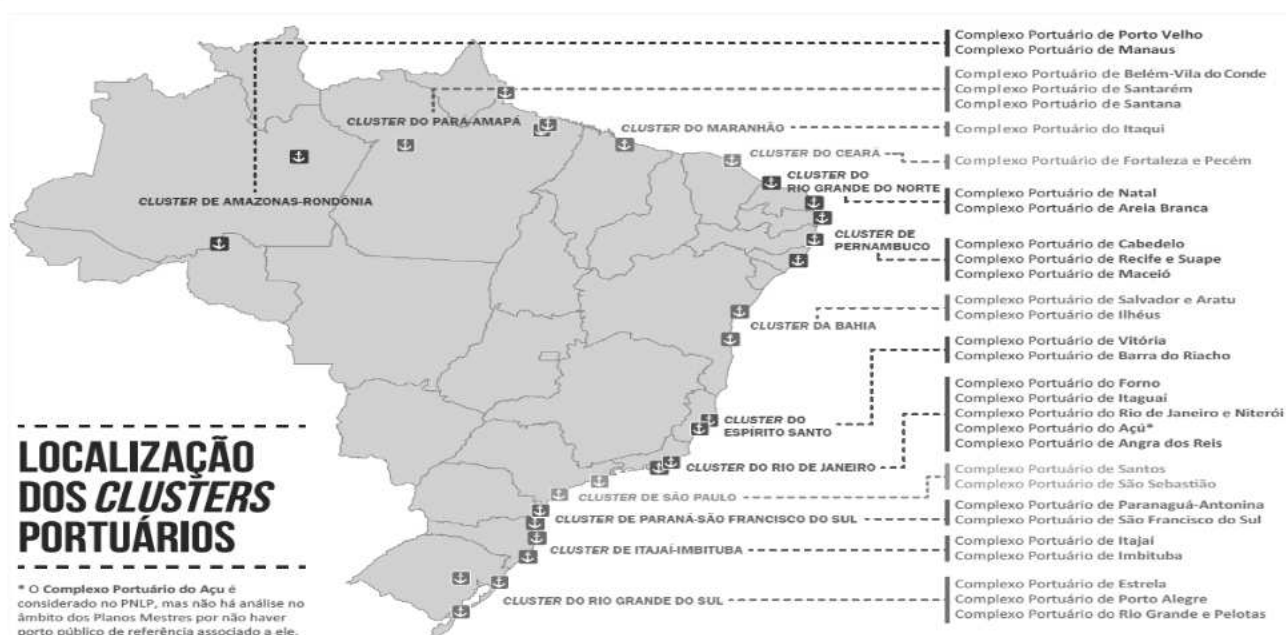 Complexo Portuário de Porto Velho
Complexo Portuário de Manaus
Complexo Portuário de Belém-Vila do Conde
Complexo Portuário de Santarém
Complexo Portuário de Santana
CLUSTER DO PARÁ-AMAPÁ
CLUSTER DO MARANHÃO
Complexo Portuário do Itaqui
CLUSTER DO CEARÁ
Complexo Portuário de Fortaleza e Pecém
CLUSTER DO
RIO GRANDE DO NORTE
Complexo Portuário de Natal
Complexo Portuário de Areia Branca
CLUSTER DE AMAZONAS-RONDÔNIA
CLUSTER DE
PERNAMBUCO
Complexo Portuário de Cabedelo
Complexo Portuário de Recife e Suape
Complexo Portuário de Maceió
CLUSTER DA BAHIA
Complexo Portuário de Salvador e Aratu
Complexo Portuário de Ilhéus
Complexo Portuário de Vitória
Complexo Portuário de Barra do Riacho
CLUSTER DO
ESPÍRITO SANTO
Complexo Portuário do Forno
Complexo Portuário de Itaguaí
Complexo Portuário do Rio de Janeiro e Niterói
Complexo Portuário do Açú*
Complexo Portuário de Angra dos Reis
CLUSTER DO RIO DE JANEIRO
CLUSTER DE SÃO PAULO
Complexo Portuário de Santos
Complexo Portuário de São Sebastião
CLUSTER DE PARANÁ-SÃO FRANCISCO DO SUL
Complexo Portuário de Paranaguá-Antonina
Complexo Portuário de São Francisco do Sul
CLUSTER DE ITAJAÍ-IMBITUBA
Complexo Portuário de Itajaí
Complexo Portuário de Imbituba
CLUSTER DO RIO GRANDE DO SUL
Complexo Portuário de Estrela
Complexo Portuário de Porto Alegre
Complexo Portuário do Rio Grande e Pelotas
LOCALIZAÇÃO
DOS CLUSTERS
PORTUÁRIOS
* O Complexo Portuário do Açu é
considerado no PNLP, mas não há análise no
âmbito dos Planos Mestres por não haver
porto público de referência associado a ele.